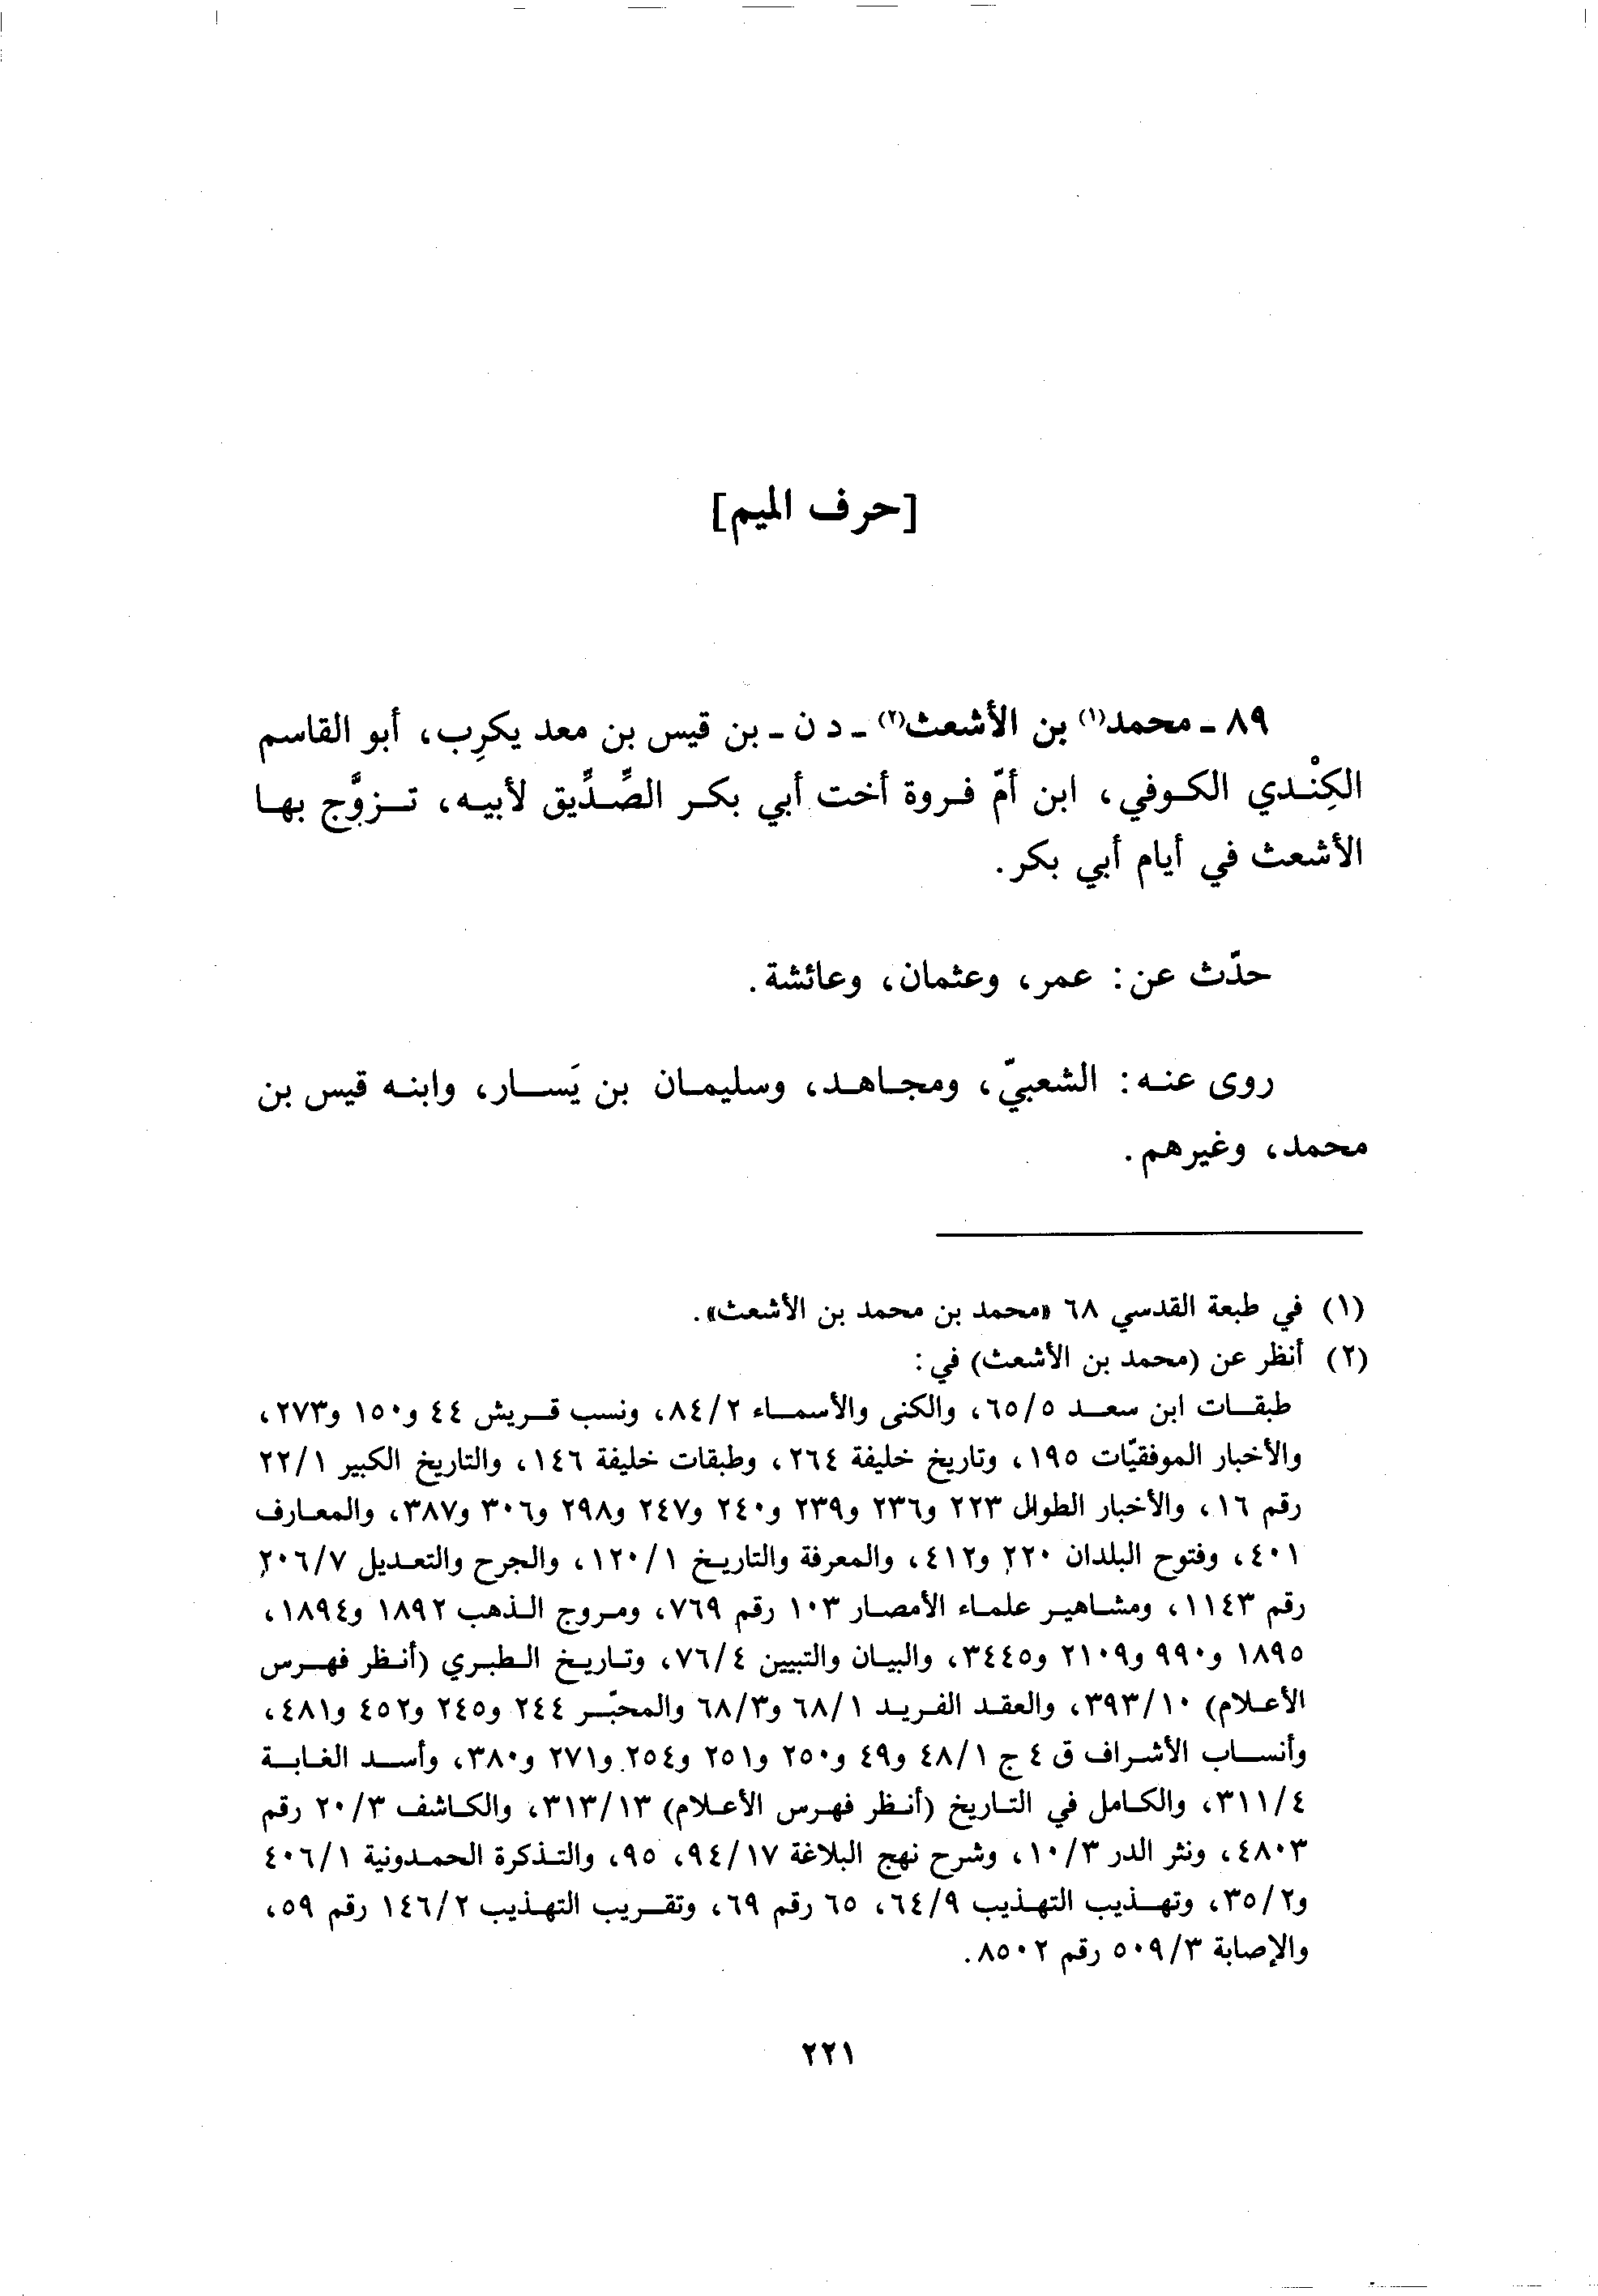 [حرف الميم]
٨٩ ـ محمد(١) بن الأشعث(٢) ـ د ن ـ بن قيس بن معد يكرِب، أبو القاسم
الكِنْدي الكوفي، ابن أمّ فروة أخت أبي بكر الصِّدِّيق لأبيه، تزوَّج بها
الأشعث في أيام أبي بكر.
حدّث عن: عمر، وعثمان، وعائشة.
روى عنه: الشعبيّ، ومجاهد، وسليمان بن يَسار، وابنه قيس بن
محمد، وغيرهم.
(١) في طبعة القدسي ٦٨ «محمد بن محمد بن الأشعث».
(٢) أنظر عن (محمد بن الأشعث) في:
طبقات ابن سعد ٦٥/٥، والكنى والأسماء ٨٤/٢، ونسب قريش ٤٤ و١٥٠ و٢٧٣،
والأخبار الموفقيّات ١٩٥، وتاريخ خليفة ٢٦٤، وطبقات خليفة ١٤٦، والتاريخ الكبير ٢٢/١
رقم ١٦، والأخبار الطوال ٢٢٣ و٢٣٦ و٢٣٩ و٢٤٠ و٢٤٧ و٢٩٨ و٣٠٦ و٣٨٧، والمعارف
٤٠١، وفتوح البلدان ٢٢٠ و٤١٢، والمعرفة والتاريخ ١٢٠/١، والجرح والتعديل ٢٠٦/٧
رقم ١١٤٣، ومشاهير علماء الأمصار ١٠٣ رقم ٧٦٩، ومروج الذهب ١٨٩٢ و١٨٩٤،
١٨٩٥ و٩٩٠ و٢١٠٩ و٣٤٤٥، والبيان والتبيين ٧٦/٤، وتاريخ الطبري (أنظر فهرس
الأعلام) ٣٩٣/١٠، والعقد الفريد ٦٨/١ و٦٨/٣ والمحبّر ٢٤٤ و٢٤٥ و٤٥٢ و٤٨١،
وأنساب الأشراف ق ٤ ج ٤٨/١ و٤٩ و٢٥٠ و٢٥١ و٢٥٤ و٢٧١ و٣٨٠، وأسد الغابة
٣١١/٤، والكامل في التاريخ (أنظر فهرس الأعلام) ٣١٣/١٣، والكاشف ٢٠/٣ رقم
٤٨٠٣، ونثر الدر ١٠/٣، وشرح نهج البلاغة ٩٤/١٧، ٩٥، والتذكرة الحمدونية ٤٠٦/١
و٣٥/٢، وتهذيب التهذيب ٦٤/٩، ٦٥ رقم ٦٩، وتقريب التهذيب ١٤٦/٢ رقم ٥٩،
والإصابة ٥٠٩/٣ رقم ٨٥٠٢.
٢٢١